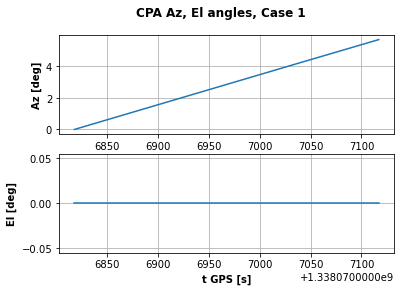 CPA Az, El angles, Case 1
Az [deg]
4
2
0
6850 6900 6950 7000 7050 7100
El [deg]
0.05
0.00
−0.05
6850 6900 6950 7000 7050 7100
t GPS [s]
+1.3380700000e9